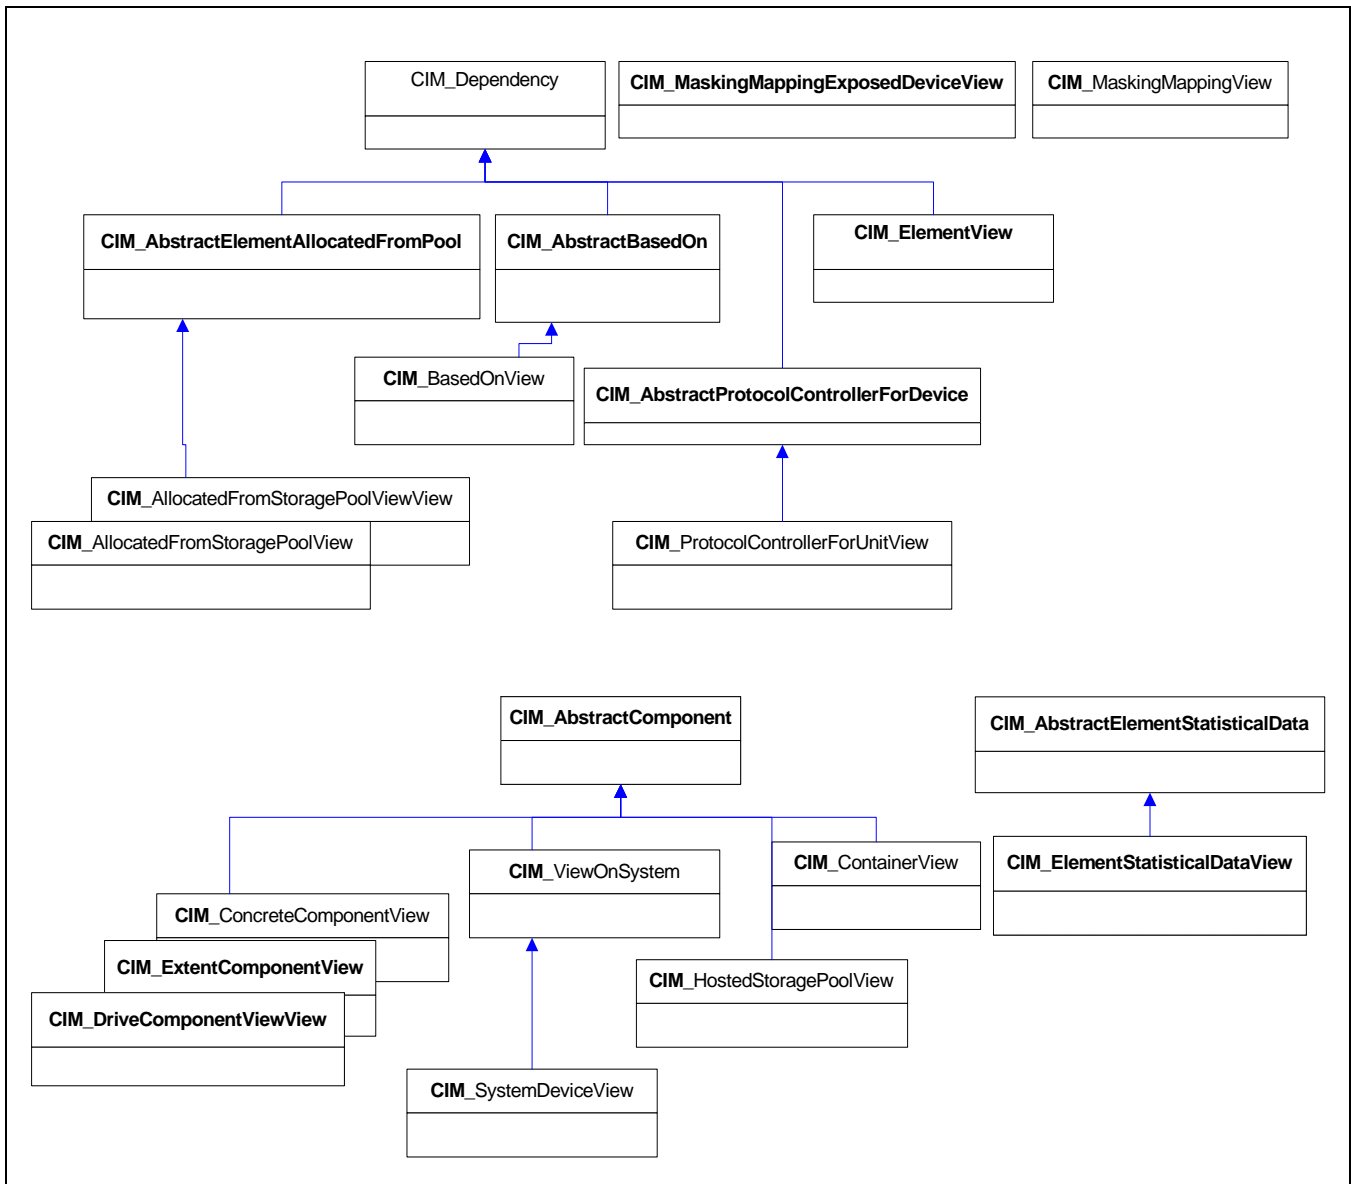 CIM_Dependency
CIM_MaskingMappingExposedDeviceView
CIM_MaskingMappingView
CIM_AbstractElementAllocatedFromPool
CIM_AbstractBasedOn
CIM_ElementView
CIM_BasedOnView
CIM_AbstractProtocolControllerForDevice
CIM_AllocatedFromStoragePoolViewView
CIM_AllocatedFromStoragePoolView
CIM_ProtocolControllerForUnitView
CIM_AbstractComponent
CIM_AbstractElementStatisticalData
CIM_ViewOnSystem
CIM_ContainerView
CIM_ElementStatisticalDataView
CIM_ConcreteComponentView
CIM_ExtentComponentView
CIM_HostedStoragePoolView
CIM_DriveComponentViewView
CIM_SystemDeviceView